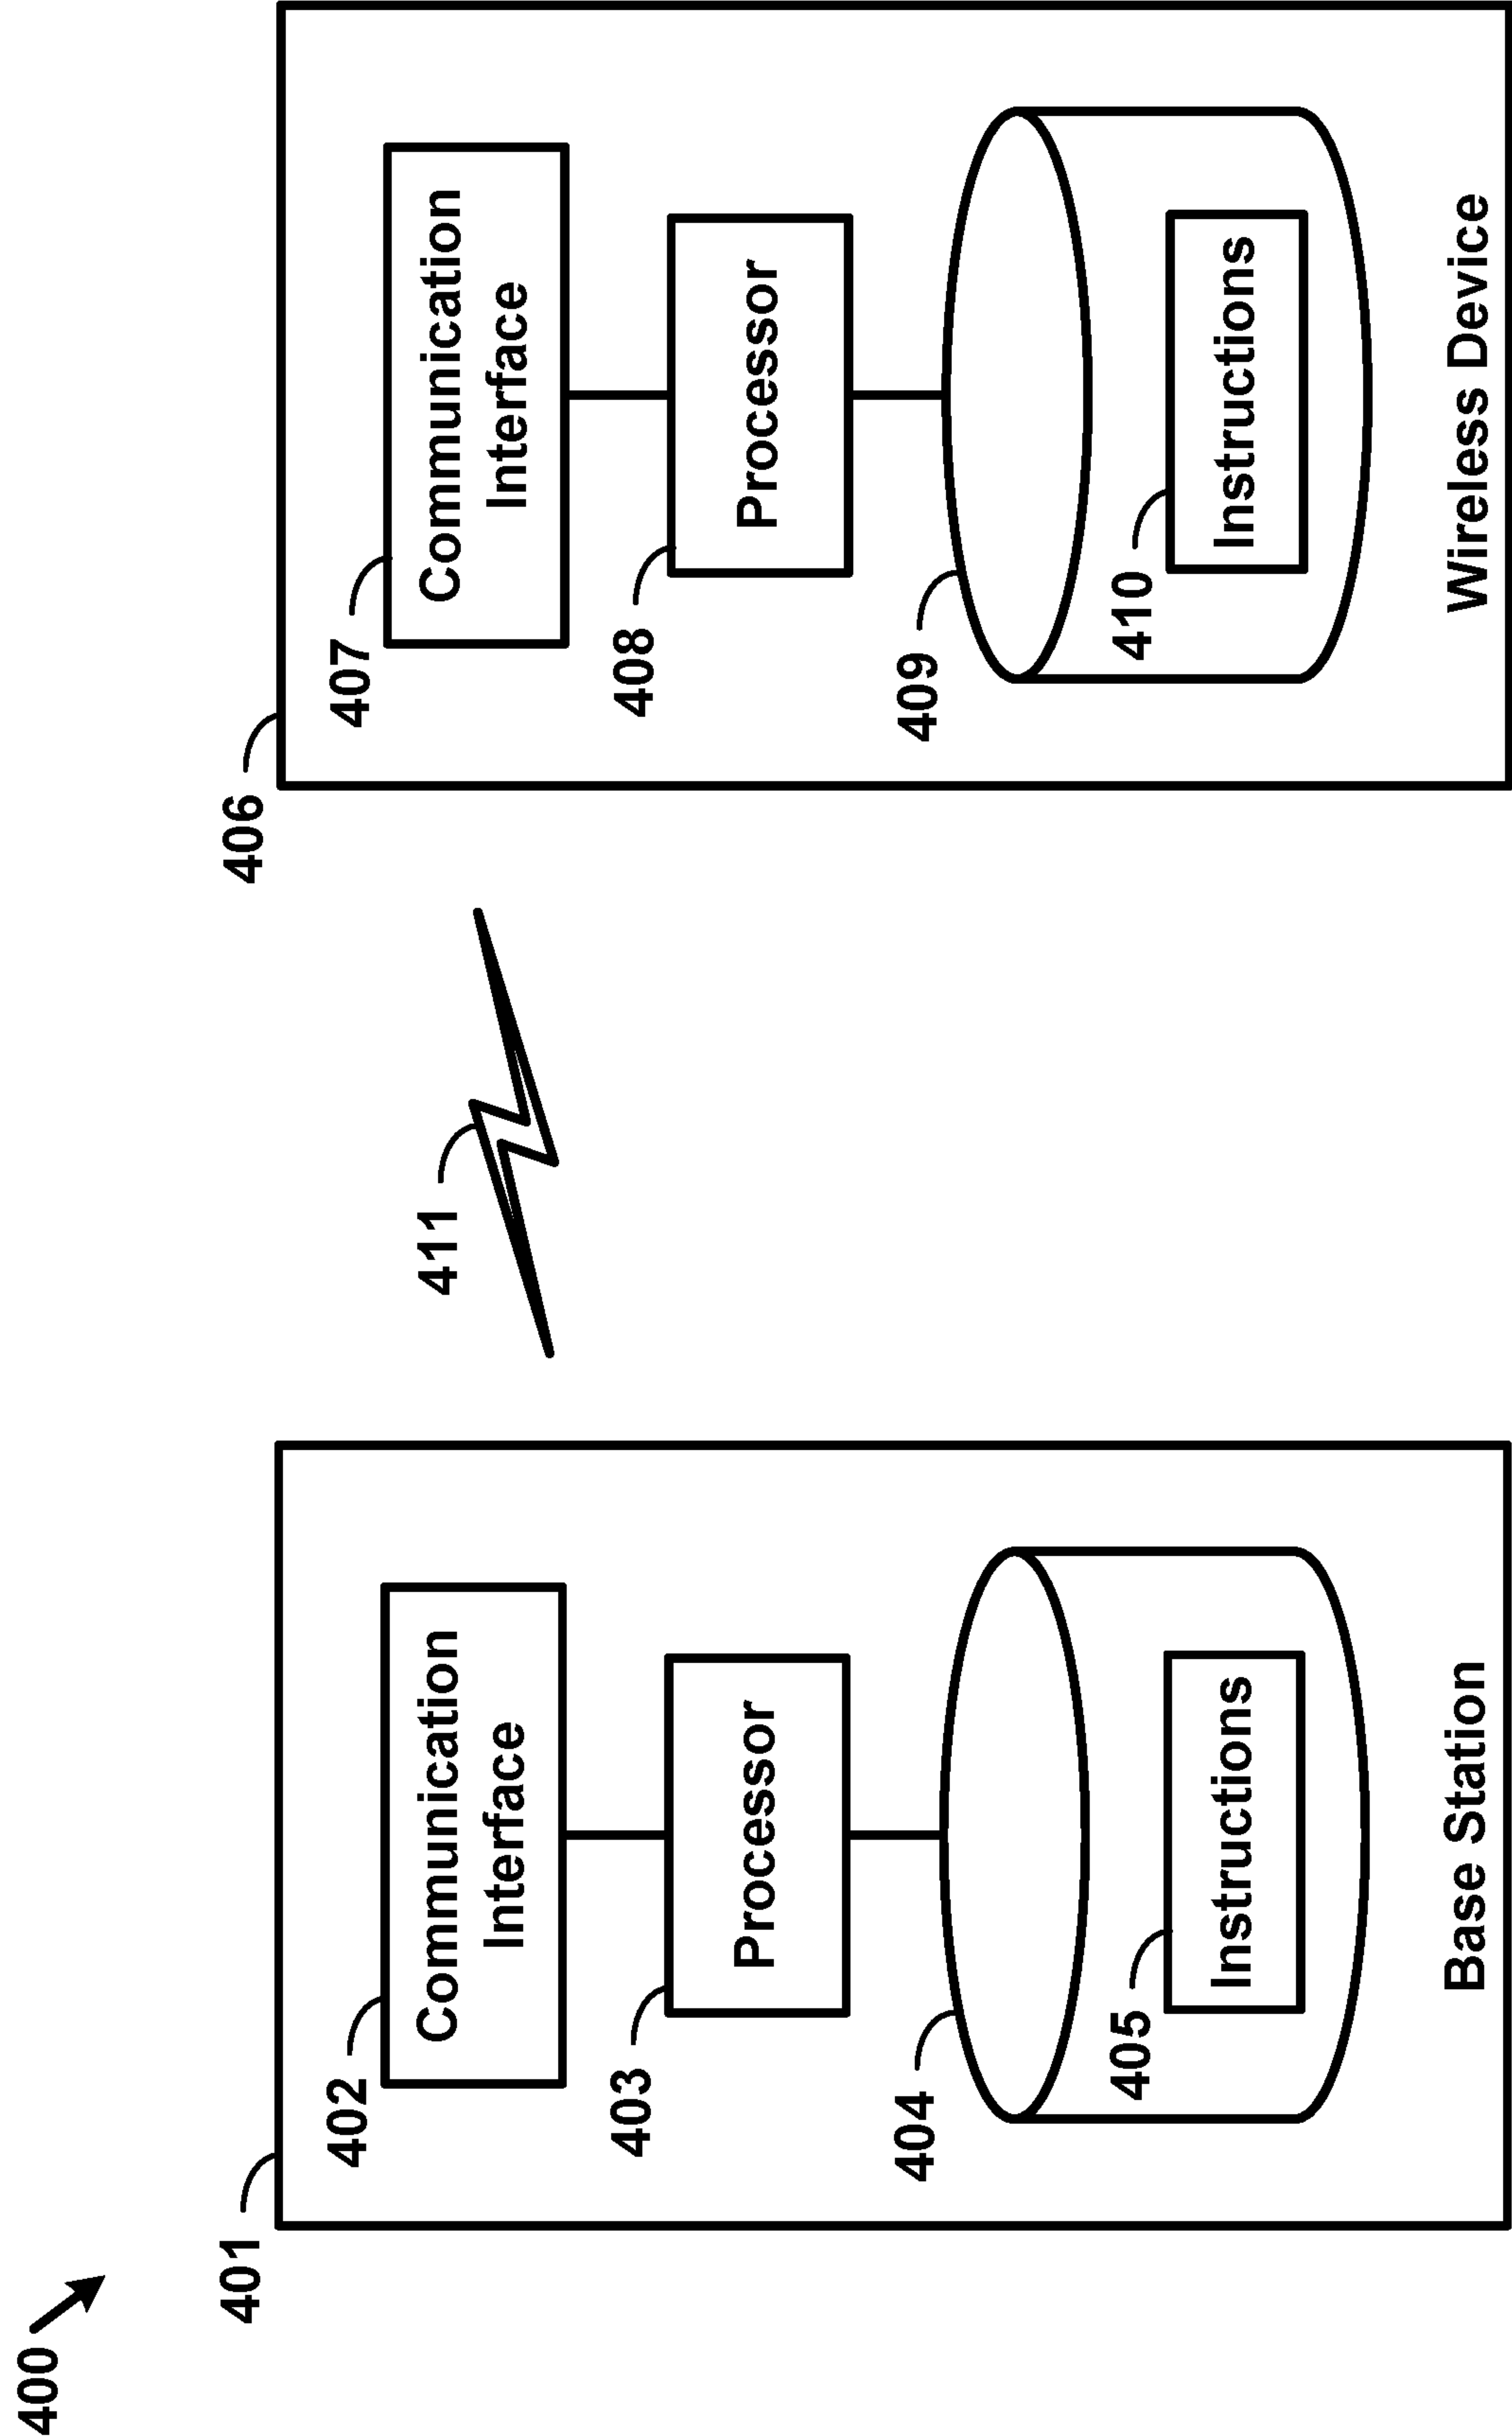 400
401
402
Communication
Interface
403
Processor
404
405
Instructions
Base Station
411
406
407
Communication
Interface
408
Processor
409
410
Instructions
Wireless Device